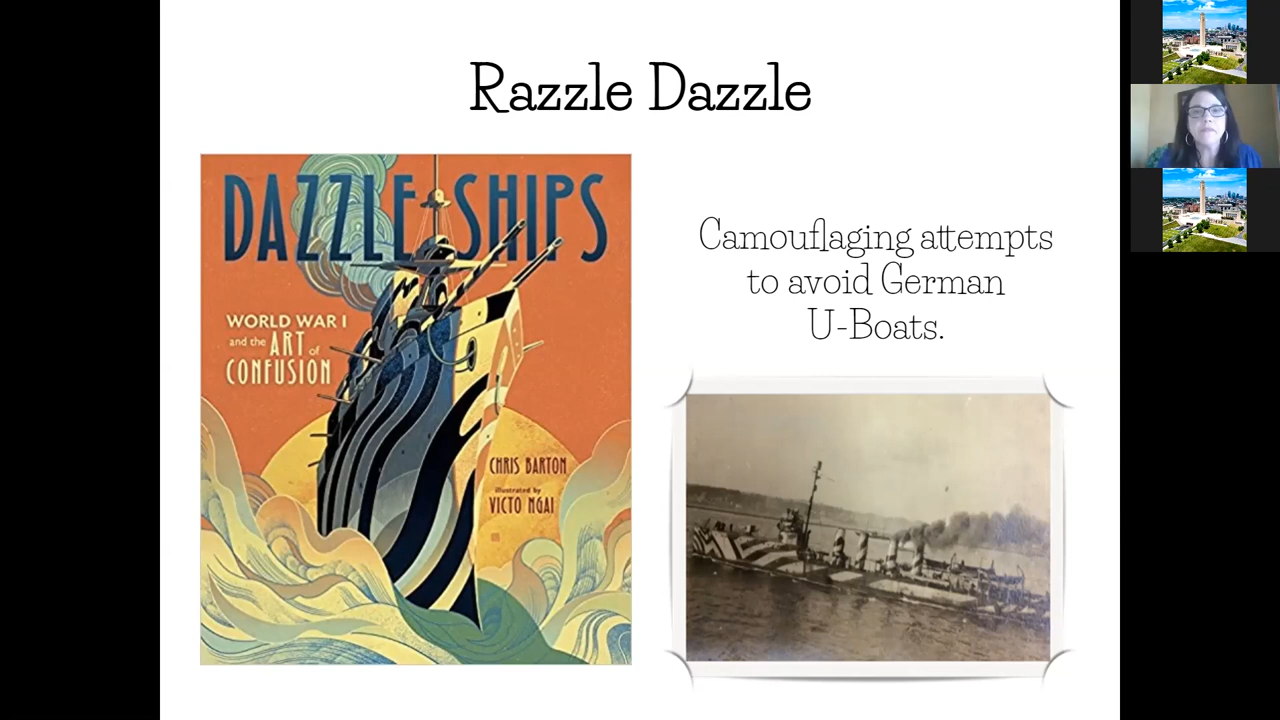 Razzle Dazzle
DAZZLE SHIPS
WORLD WAR I
and the ART of
CONFUSION
CHRIS BARTON
illustrated by
VICTO NGAI
Camouflaging attempts
to avoid German
U-Boats.